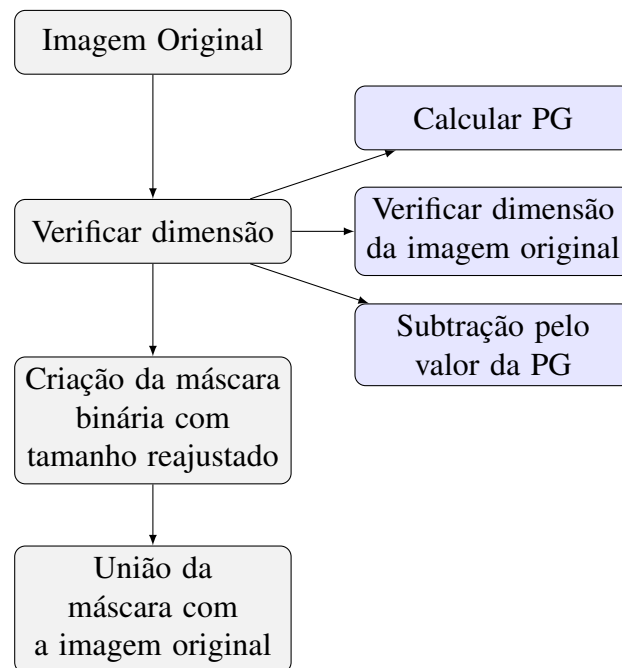 Imagem Original
Calcular PG
Verificar dimensão
Verificar dimensão
da imagem original
Subtração pelo
valor da PG
Criação da máscara
binária com
tamanho reajustado
União da
máscara com
a imagem original